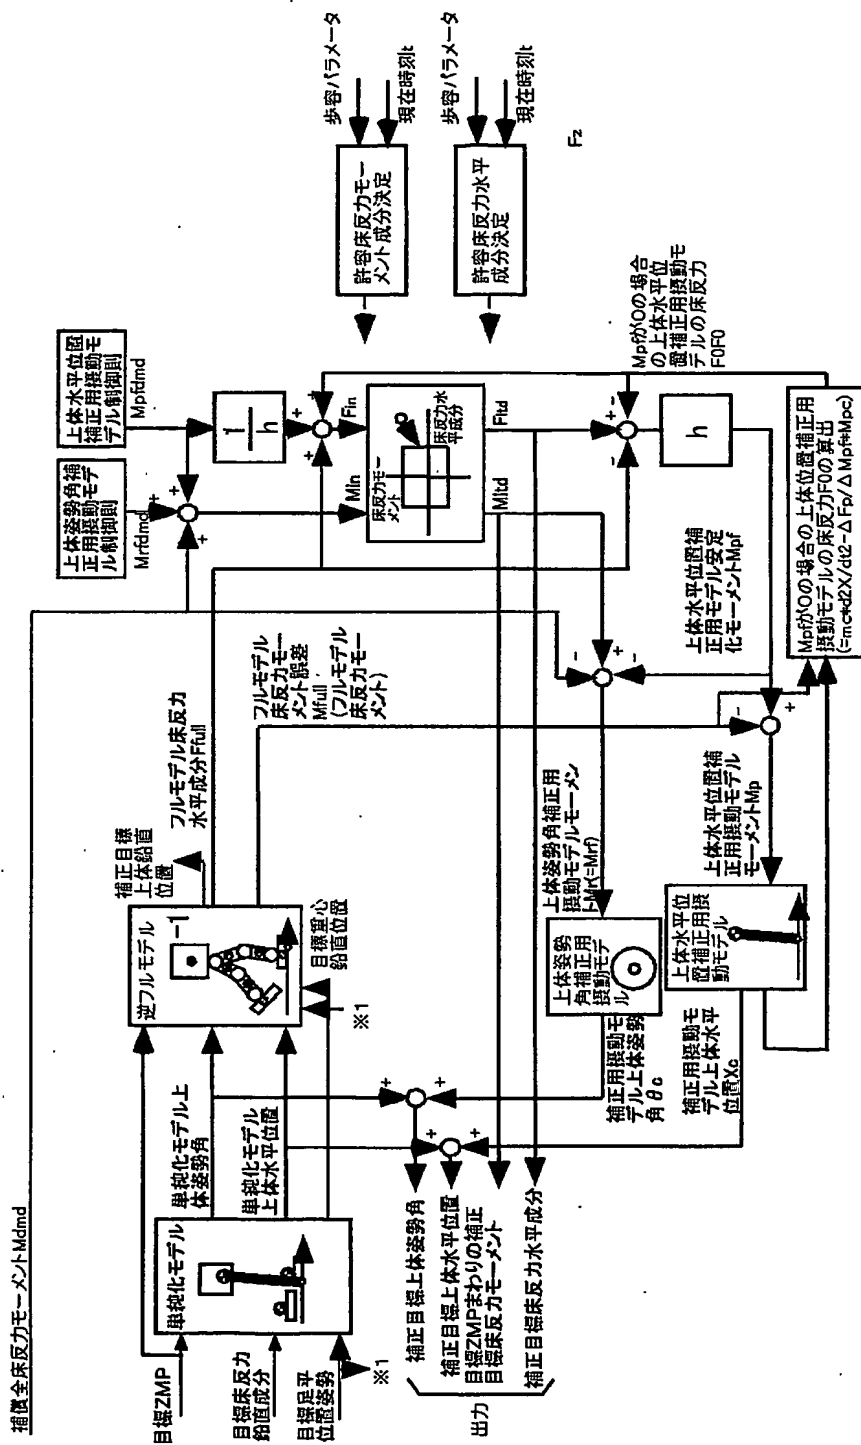 補償全床反力モーメントMdmd
目標ZMP
目標床反力
鉛直成分
目標足平
位置姿勢
※1
単純化モデル
単純化モデル上
体姿勢角
単純化モデル
上体水平位置
逆フルモデル
-1
目標重心
鉛直位置
※1
補正目標
上体鉛直
位置
フルモデル床反力
水平成分Ffull
フルモデル
床反力モー
メント誤差
Mfull
(フルモデル
床反力モー
メント)
上体姿勢角補
正用摂動モデ
ル制御則
Mrfdmd
上体水平位置
補正用摂動モ
デル制御則
Mpfdmd
+
+
1
h
+
+
+
Min
Fin
床反力モー
メント
床反力水
平成分
Mltd
Fltd
許容床反力モー
メント成分決定
歩容パラメータ
現在時刻t
許容床反力水平
成分決定
歩容パラメータ
現在時刻t
Fz
+
-
-
h
Mpfが0の場合
の上体水平位
置補正用摂動モ
デルの床反力
F0F0
-
+
-
上体水平位置補
正用モデル安定
化モーメントMpf
-
+
Mpfが0の場合の上体位置補正用
摂動モデルの床反力F0の算出
(=mc*d2X/dt2-ΔFp/ΔMpf*Mpc)
上体姿勢角補正用
摂動モデルモーメン
トMr(=Mrf)
上体水平位置補
正用摂動モデル
モーメントMp
上体姿勢
角補正用
摂動モデ
ル
上体水平位
置補正用摂
動モデル
補正用摂動モ
デル上体姿勢
角θc
補正用摂動モ
デル上体水平
位置Xc
+
+
+
+
補正目標上体姿勢角
補正目標上体水平位置
目標ZMPまわりの補正
目標床反力モーメント
補正目標床反力水平成分
出力